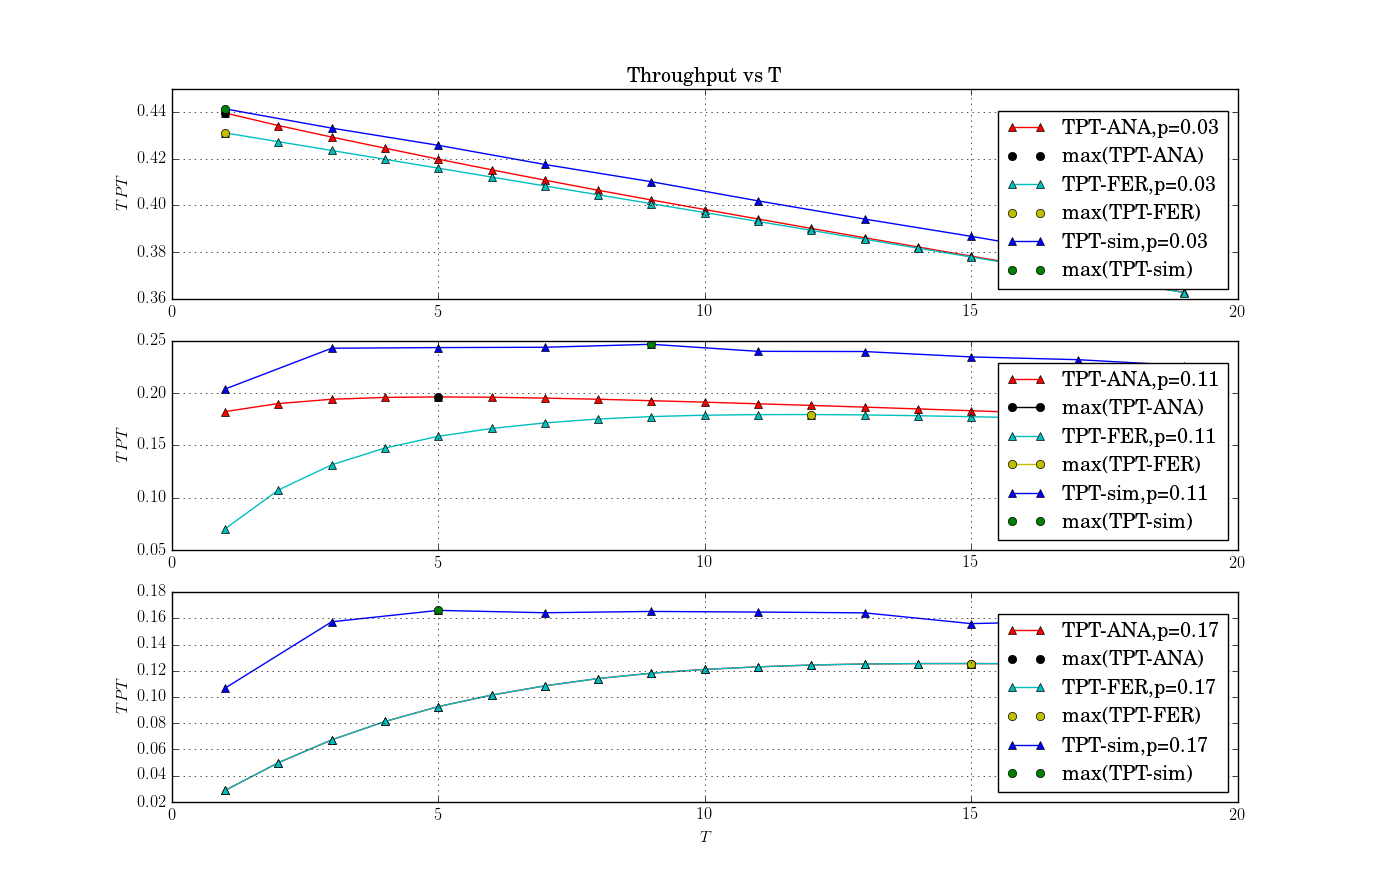 Throughput vs T
0.44
0.42
0.40
0.38
0.36
TPT
0
5
10
15
20
TPT-ANA,p=0.03
max(TPT-ANA)
TPT-FER,p=0.03
max(TPT-FER)
TPT-sim,p=0.03
max(TPT-sim)
0.25
0.20
0.15
0.10
0.05
TPT
0
5
10
15
20
TPT-ANA,p=0.11
max(TPT-ANA)
TPT-FER,p=0.11
max(TPT-FER)
TPT-sim,p=0.11
max(TPT-sim)
0.18
0.16
0.14
0.12
0.10
0.08
0.06
0.04
0.02
TPT
0
5
10
15
20
T
TPT-ANA,p=0.17
max(TPT-ANA)
TPT-FER,p=0.17
max(TPT-FER)
TPT-sim,p=0.17
max(TPT-sim)